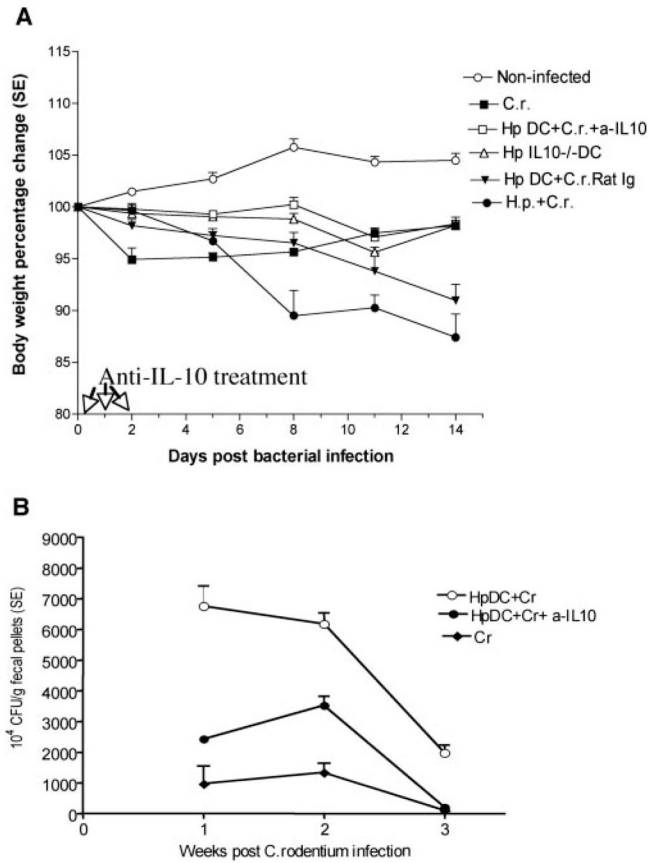 A
Body weight percentage change (SE)
115
110
105
100
95
90
85
80
Non-infected
C.r.
Hp DC+C.r.+a-IL10
Hp IL10-/-DC
Hp DC+C.r.Rat Ig
H.p.+C.r.
Anti-IL-10 treatment
0 2 4 6 8 10 12 14
Days post bacterial infection
B
10⁴ CFU/g fecal pellets (SE)
9000
8000
7000
6000
5000
4000
3000
2000
1000
0
HpDC+Cr
HpDC+Cr+ a-IL10
Cr
0 1 2 3
Weeks post C.rodentium infection